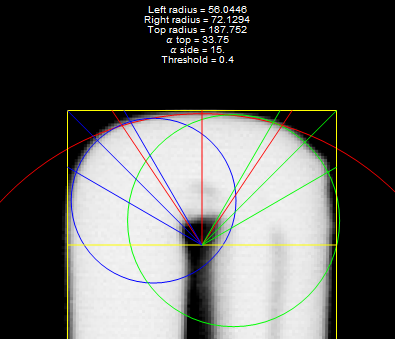 Left radius = 56.0446
Right radius = 72.1294
Top radius = 187.752
α top = 33.75
α side = 15.
Threshold = 0.4